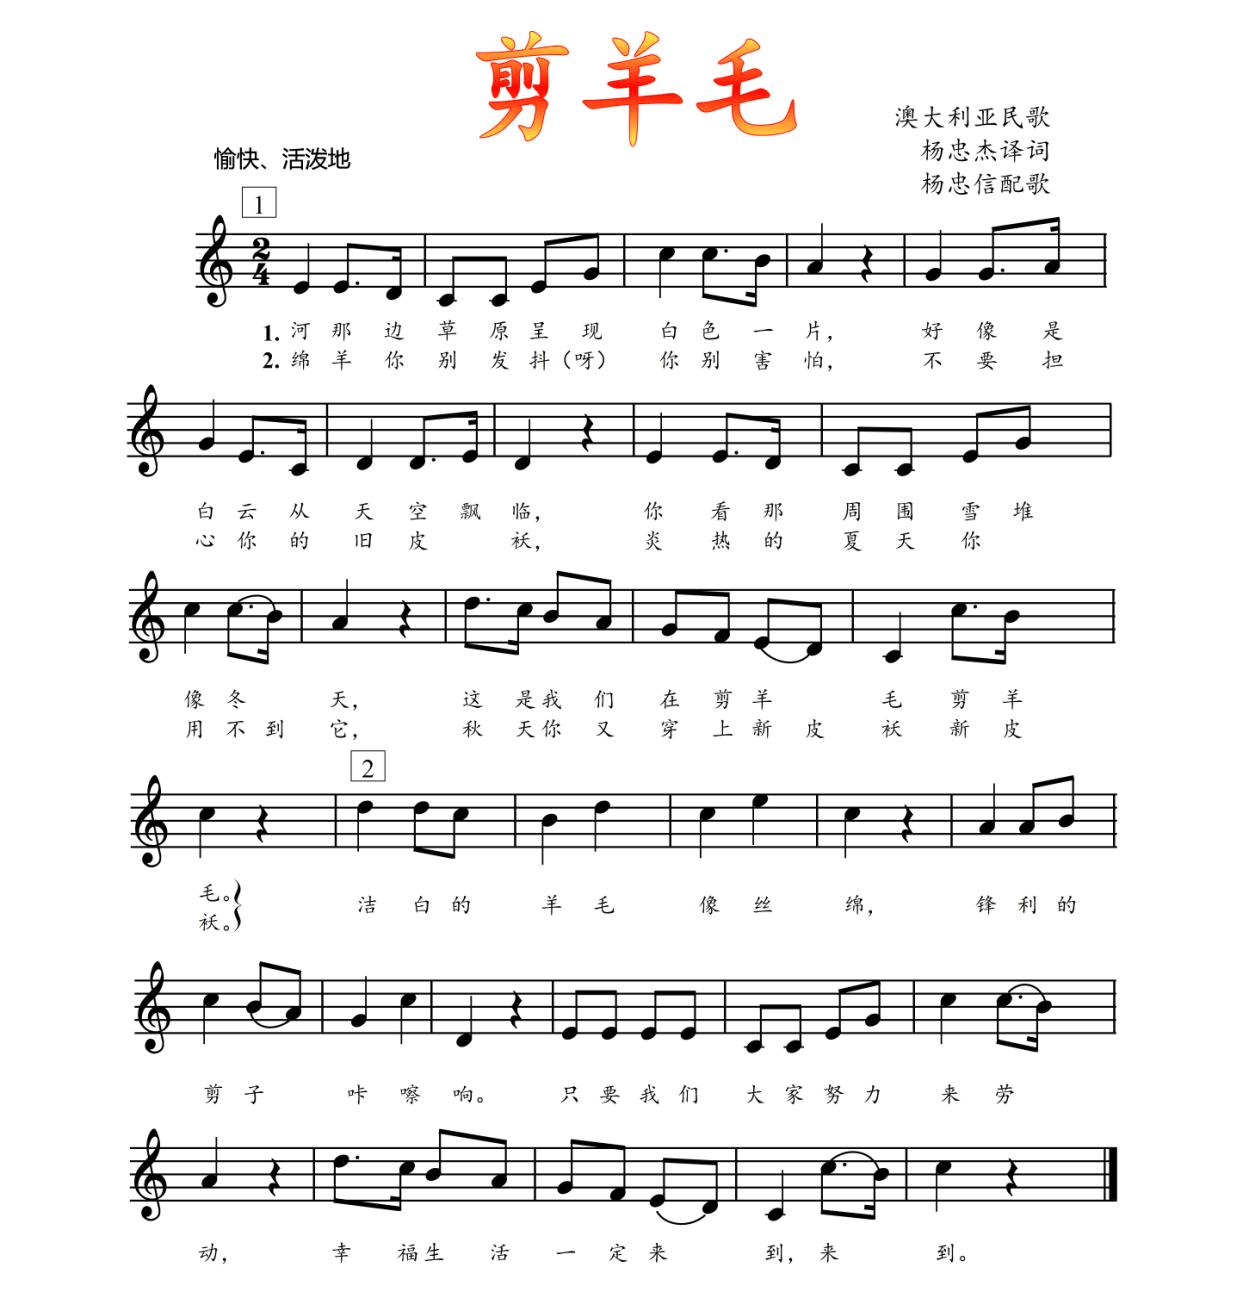 剪羊毛
澳大利亚民歌
杨忠杰译词
杨忠信配歌
愉快、活泼地
1
2
4
1. 河 那 边 草 原 呈 现 白 色 一 片， 好 像 是
2. 绵 羊 你 别 发 抖（呀） 你 别 害 怕， 不 要 担
白 云 从 天 空 飘 临， 你 看 那 周 围 雪 堆
心 你 的 旧 皮 袄， 炎 热 的 夏 天 你
像 冬 天， 这 是 我 们 在 剪 羊 毛 剪 羊
用 不 到 它， 秋 天 你 又 穿 上 新 皮 袄 新 皮
2
毛。
袄。
洁 白 的 羊 毛 像 丝 绵， 锋 利 的
剪 子 咔 嚓 响。 只 要 我 们 大 家 努 力 来 劳
动， 幸 福 生 活 一 定 来 到， 来 到。